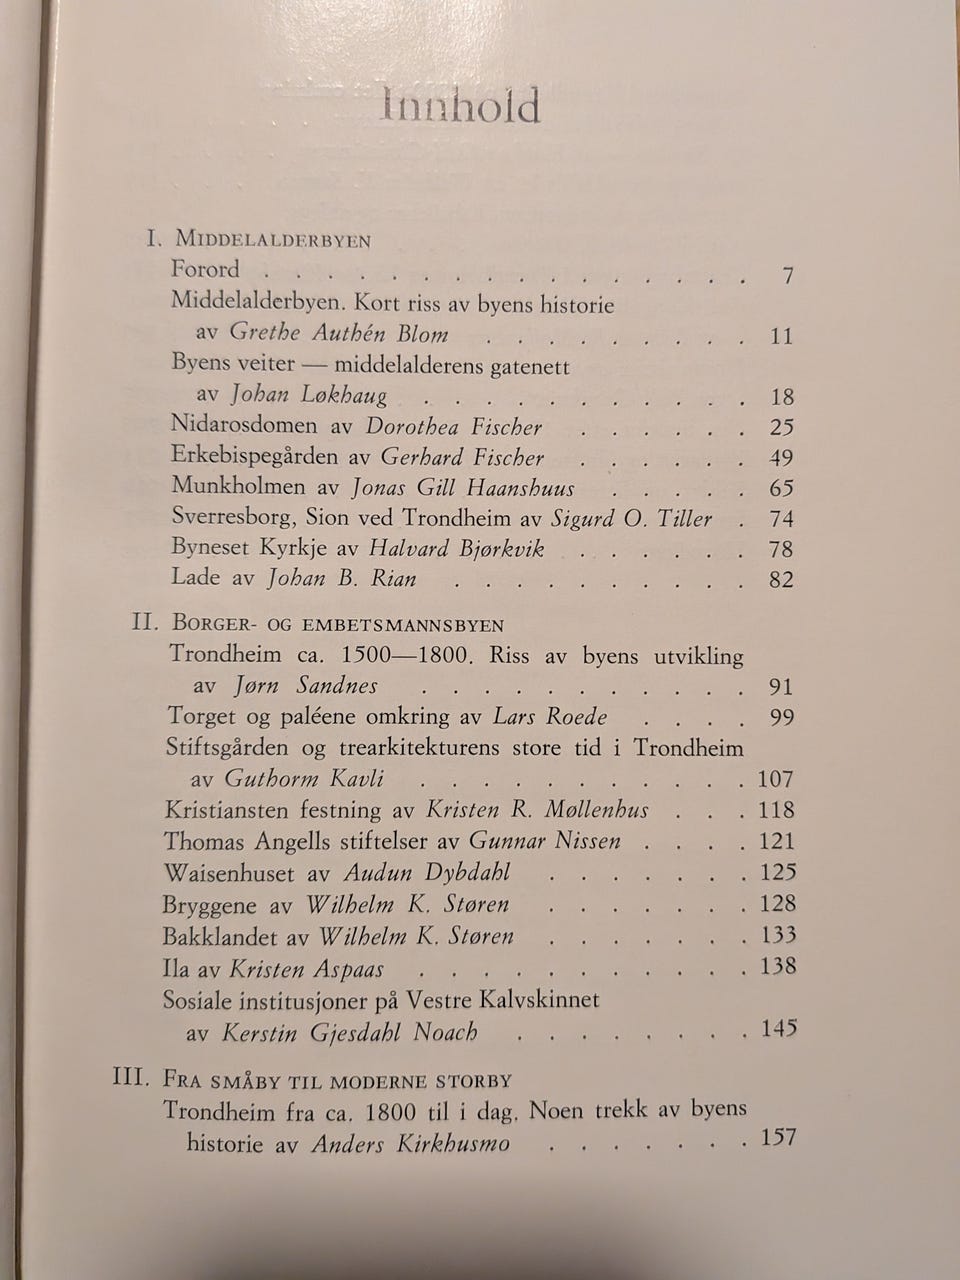 Innhold
I. MIDDELALDERBYEN
Forord . . . . . . . . . . . . . . . . 7
Middelalderbyen. Kort riss av byens historie
av Grethe Authén Blom . . . . . . . . . 11
Byens veiter — middelalderens gatenett
av Johan Løkhaug . . . . . . . . . . . 18
Nidarosdomen av Dorothea Fischer . . . . . . 25
Erkebispegården av Gerhard Fischer . . . . . . 49
Munkholmen av Jonas Gill Haanshuus . . . . . 65
Sverresborg, Sion ved Trondheim av Sigurd O. Tiller . 74
Byneset Kyrkje av Halvard Bjørkvik . . . . . . 78
Lade av Johan B. Rian . . . . . . . . . . 82
II. BORGER- OG EMBETSMANNSBYEN
Trondheim ca. 1500—1800. Riss av byens utvikling
av Jørn Sandnes . . . . . . . . . . . 91
Torget og paléene omkring av Lars Roede . . . . 99
Stiftsgården og trearkitekturens store tid i Trondheim
av Guthorm Kavli . . . . . . . . . . . 107
Kristiansten festning av Kristen R. Møllenhus . . . 118
Thomas Angells stiftelser av Gunnar Nissen . . . . 121
Waisenhuset av Audun Dybdahl . . . . . . . 125
Bryggene av Wilhelm K. Støren . . . . . . . 128
Bakklandet av Wilhelm K. Støren . . . . . . . 133
Ila av Kristen Aspaas . . . . . . . . . . . 138
Sosiale institusjoner på Vestre Kalvskinnet
av Kerstin Gjesdahl Noach . . . . . . . . 145
III. FRA SMÅBY TIL MODERNE STORBY
Trondheim fra ca. 1800 til i dag. Noen trekk av byens
historie av Anders Kirkhusmo . . . . . . . 157